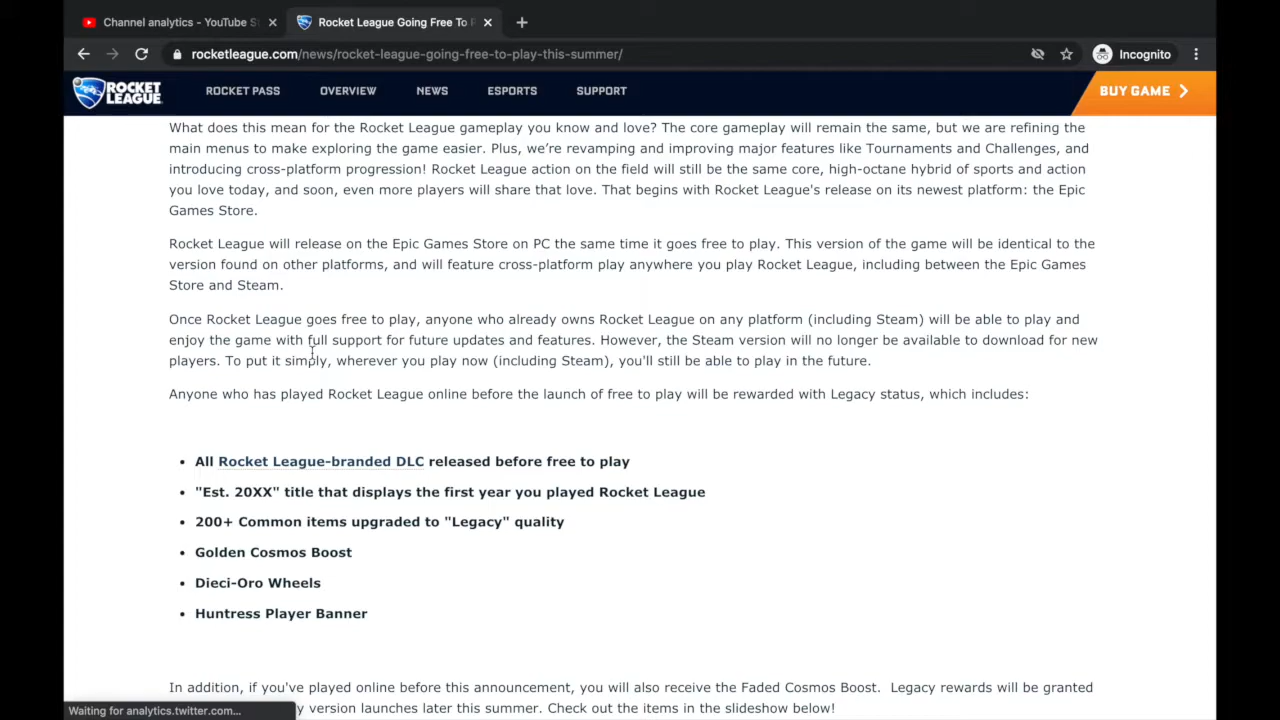 Channel analytics - YouTube S
Rocket League Going Free To P
rocketleague.com/news/rocket-league-going-free-to-play-this-summer/
Incognito
ROCKET LEAGUE
ROCKET PASS
OVERVIEW
NEWS
ESPORTS
SUPPORT
BUY GAME
What does this mean for the Rocket League gameplay you know and love? The core gameplay will remain the same, but we are refining the
main menus to make exploring the game easier. Plus, we’re revamping and improving major features like Tournaments and Challenges, and
introducing cross-platform progression! Rocket League action on the field will still be the same core, high-octane hybrid of sports and action
you love today, and soon, even more players will share that love. That begins with Rocket League's release on its newest platform: the Epic
Games Store.
Rocket League will release on the Epic Games Store on PC the same time it goes free to play. This version of the game will be identical to the
version found on other platforms, and will feature cross-platform play anywhere you play Rocket League, including between the Epic Games
Store and Steam.
Once Rocket League goes free to play, anyone who already owns Rocket League on any platform (including Steam) will be able to play and
enjoy the game with full support for future updates and features. However, the Steam version will no longer be available to download for new
players. To put it simply, wherever you play now (including Steam), you'll still be able to play in the future.
Anyone who has played Rocket League online before the launch of free to play will be rewarded with Legacy status, which includes:
• All Rocket League-branded DLC released before free to play
• "Est. 20XX" title that displays the first year you played Rocket League
• 200+ Common items upgraded to "Legacy" quality
• Golden Cosmos Boost
• Dieci-Oro Wheels
• Huntress Player Banner
In addition, if you've played online before this announcement, you will also receive the Faded Cosmos Boost. Legacy rewards will be granted
y version launches later this summer. Check out the items in the slideshow below!
Waiting for analytics.twitter.com...